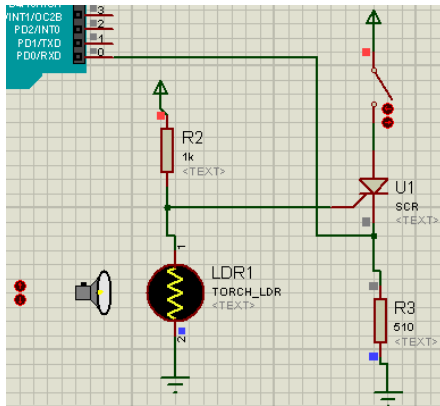 3
/INT1/OC2B
2
PD2/INT0
1
PD1/TXD
0
PD0/RXD
R2
1k
<TEXT>
U1
SCR
<TEXT>
1
LDR1
TORCH_LDR
<TEXT>
2
R3
510
<TEXT>